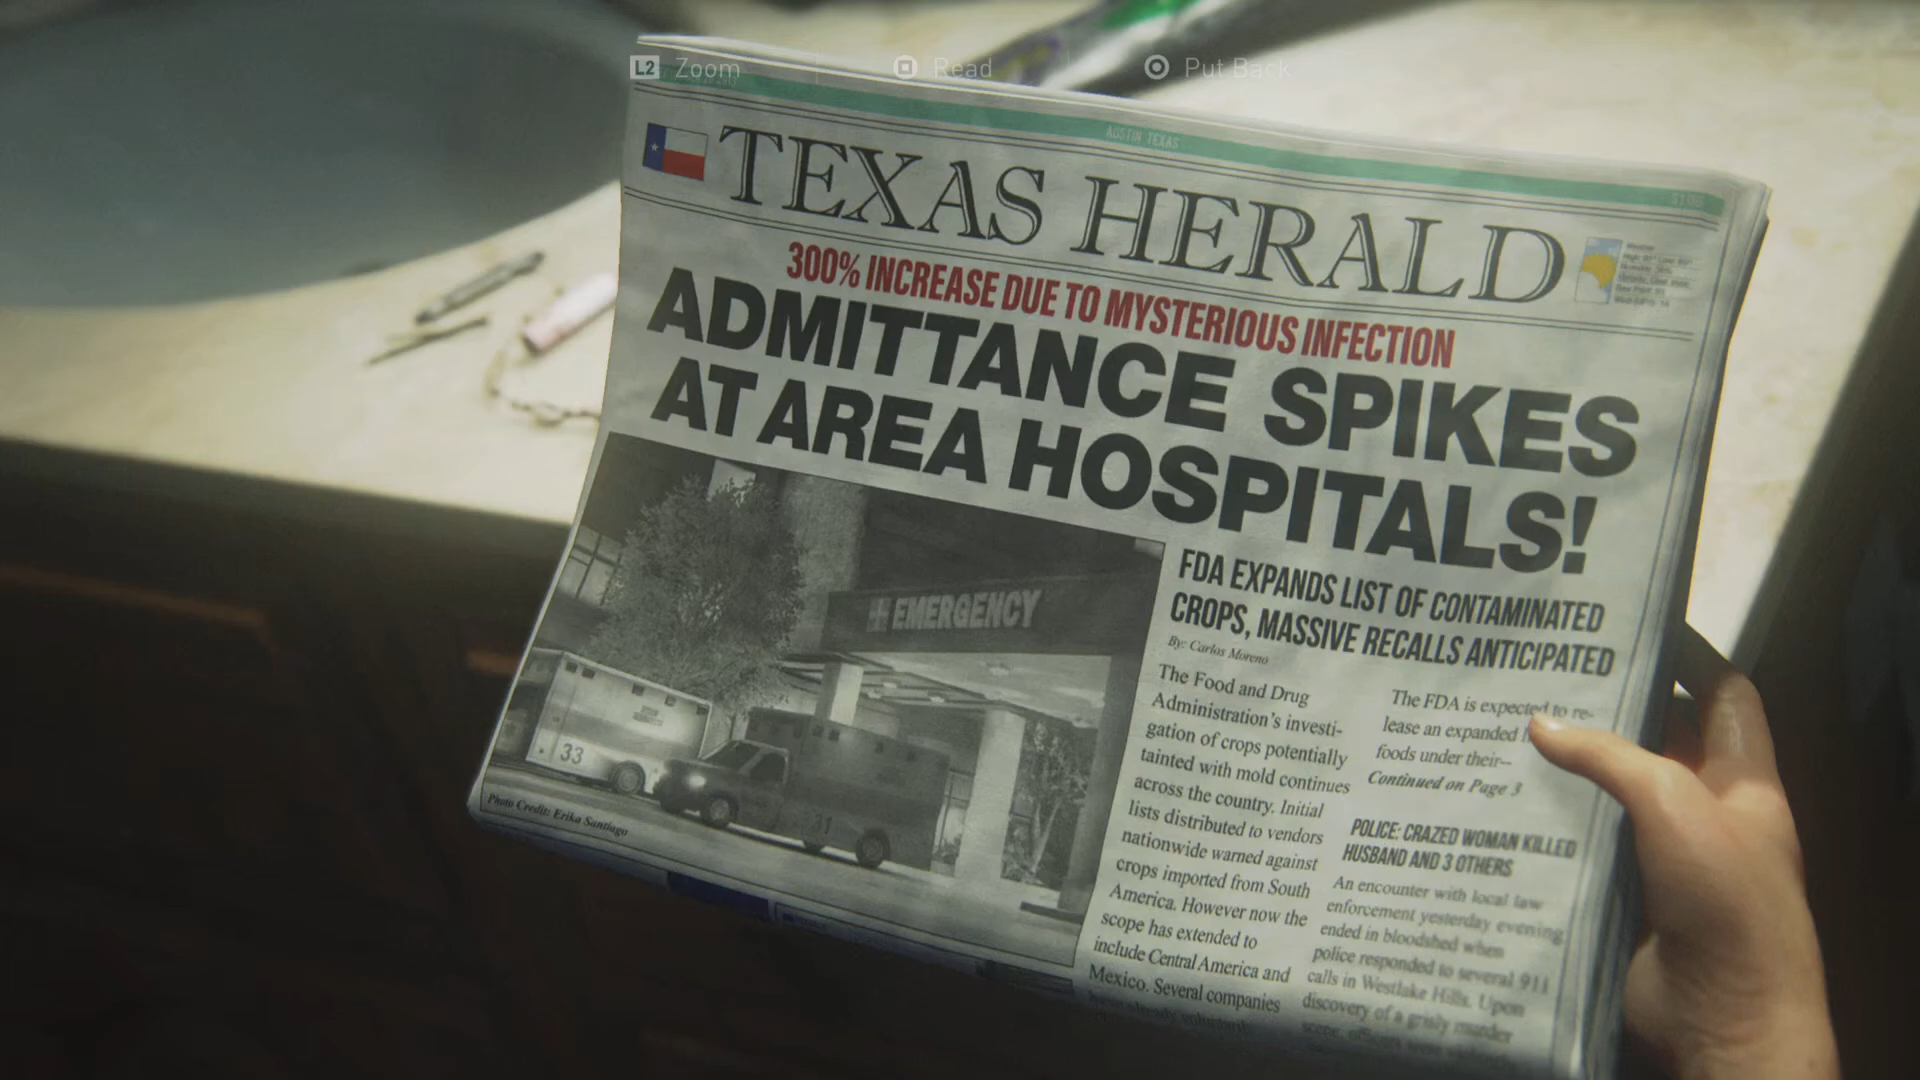 L2 Zoom
Read
Put Back
AUSTIN TEXAS
TEXAS HERALD
300% INCREASE DUE TO MYSTERIOUS INFECTION
ADMITTANCE SPIKES
AT AREA HOSPITALS!
EMERGENCY
33
31
Photo Credit: Erika Santiago
FDA EXPANDS LIST OF CONTAMINATED
CROPS, MASSIVE RECALLS ANTICIPATED
By: Carlos Moreno
The Food and Drug
Administration's investi-
gation of crops potentially
tainted with mold continues
across the country. Initial
lists distributed to vendors
nationwide warned against
crops imported from South
America. However now the
scope has extended to
include Central America and
Mexico. Several companies
The FDA is expected to re-
lease an expanded
foods under their--
Continued on Page 3
POLICE: CRAZED WOMAN KILLED
HUSBAND AND 3 OTHERS
An encounter with local law
enforcement yesterday evening
ended in bloodshed when
police responded to several 911
calls in Westlake Hills. Upon
discovery of a grisly murder